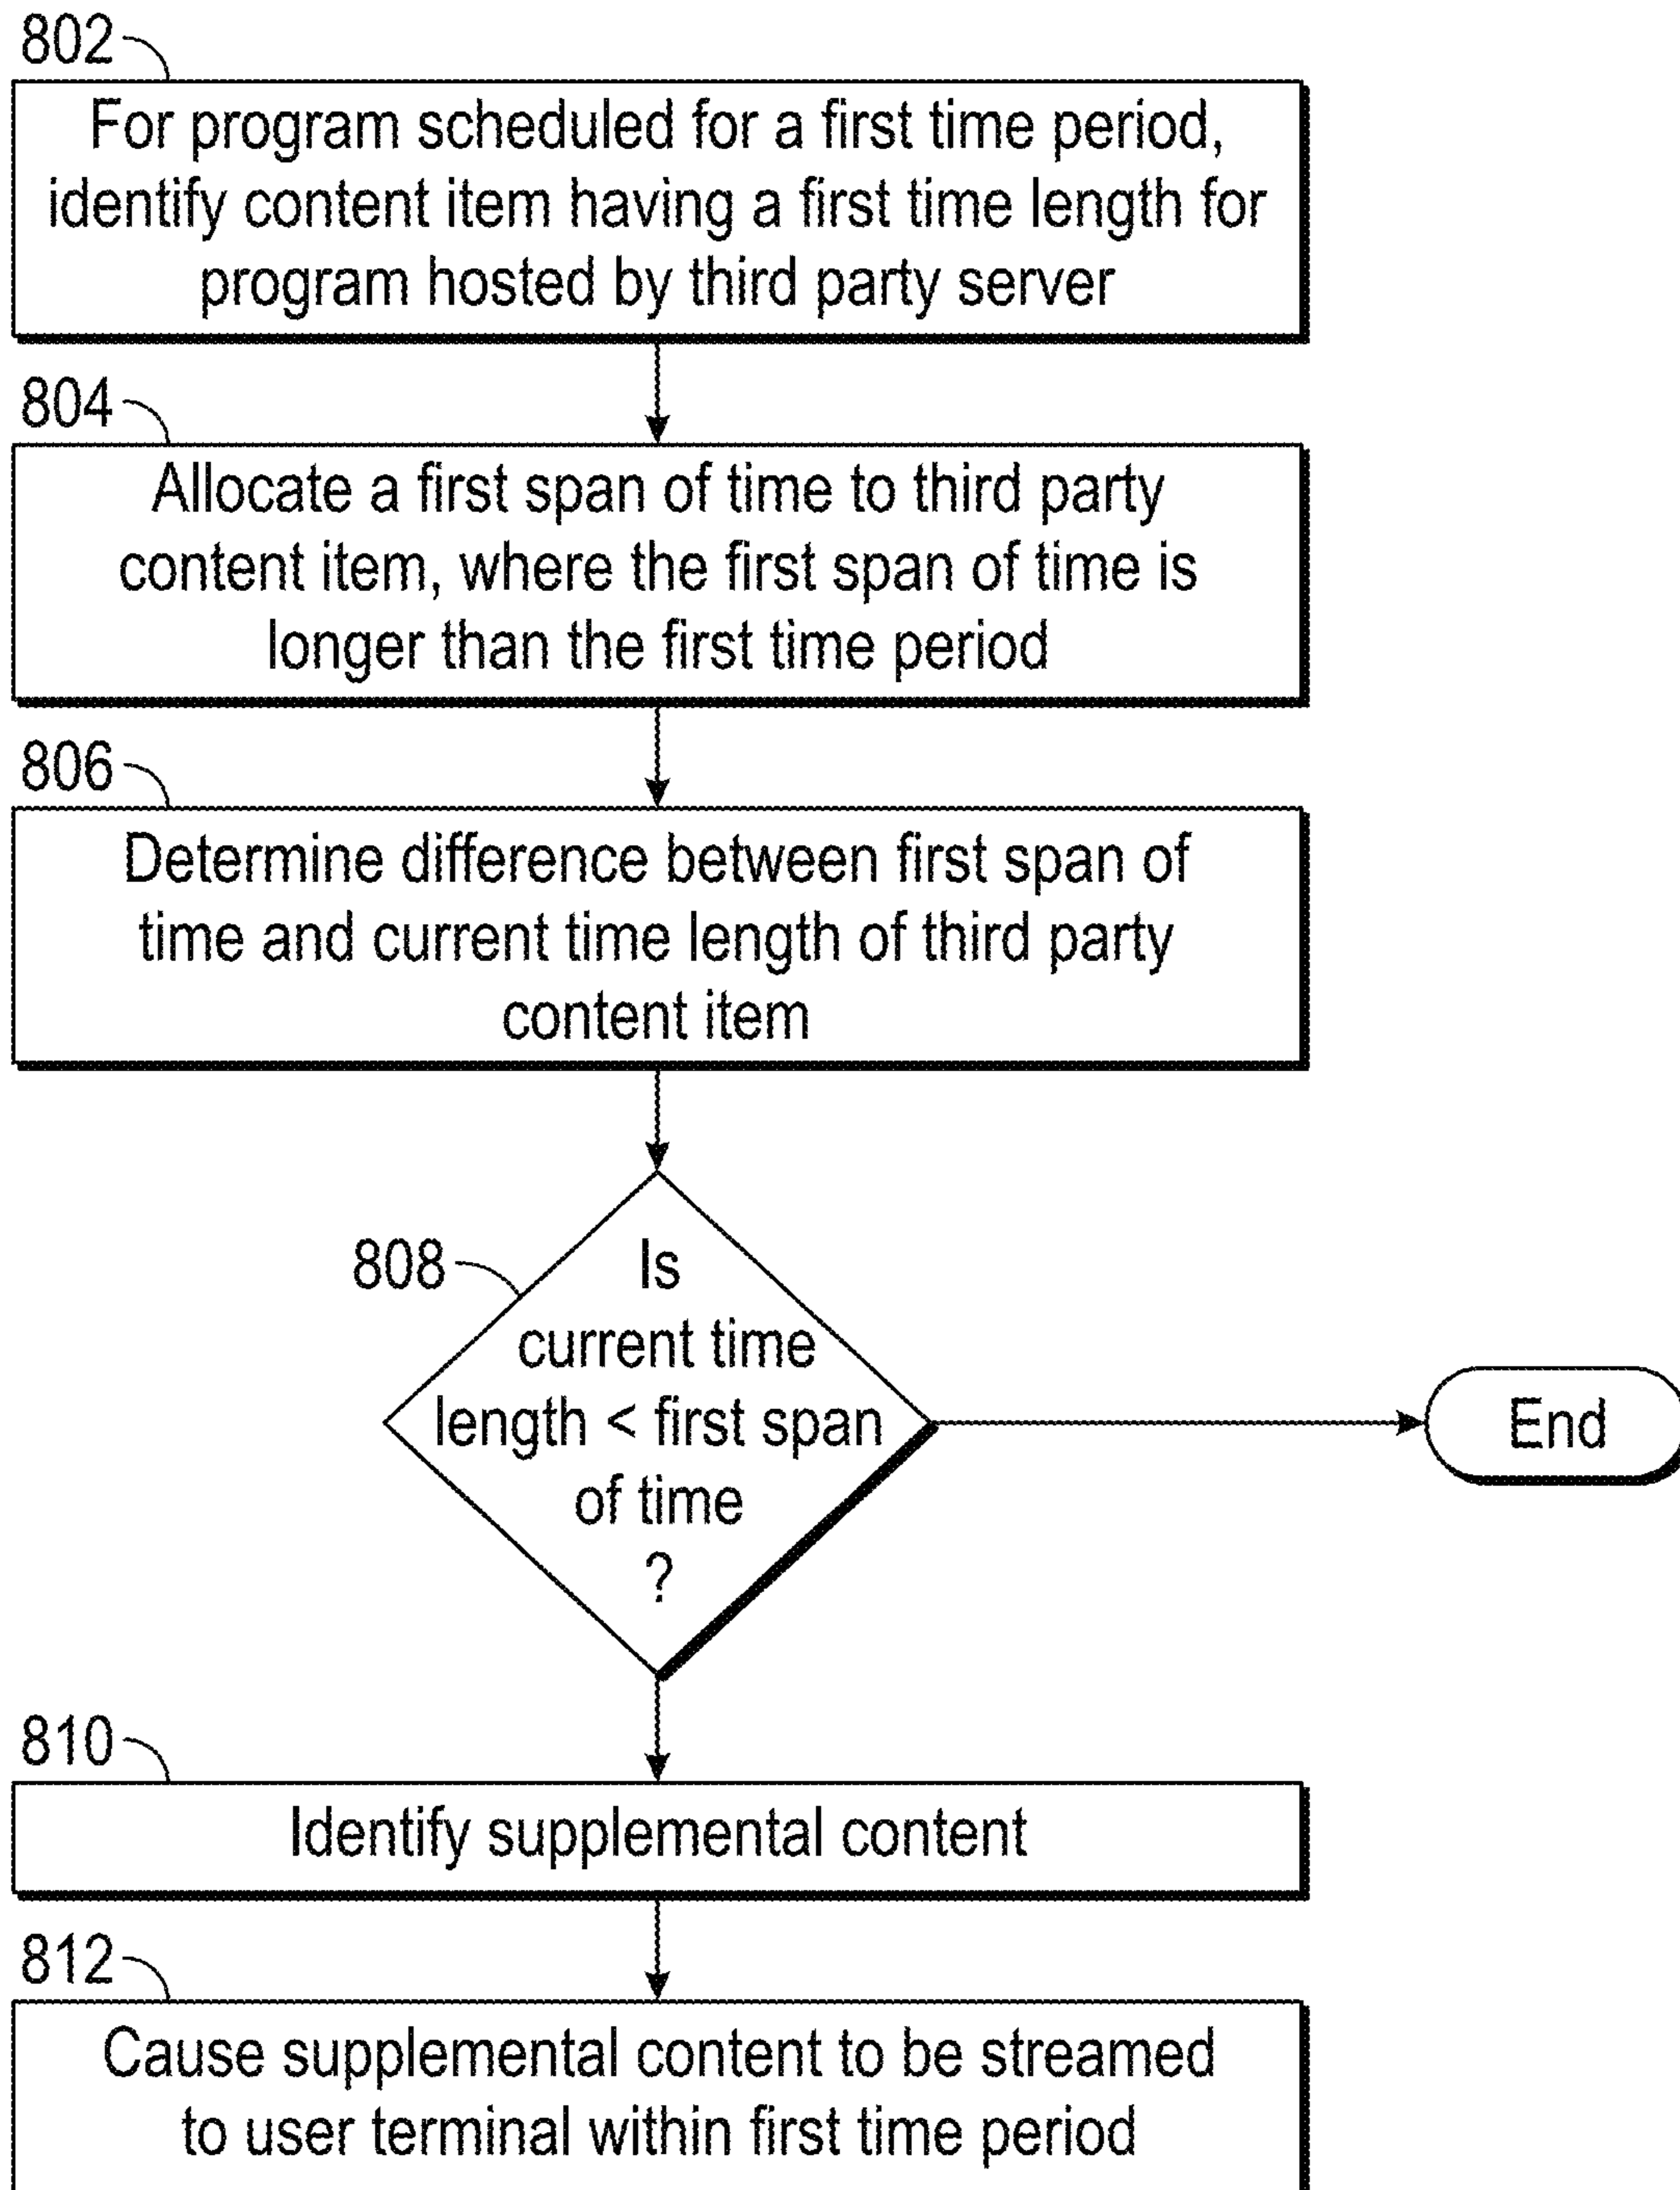 802
For program scheduled for a first time period,
identify content item having a first time length for
program hosted by third party server
804
Allocate a first span of time to third party
content item, where the first span of time is
longer than the first time period
806
Determine difference between first span of
time and current time length of third party
content item
808
Is
current time
length < first span
of time
?
End
810
Identify supplemental content
812
Cause supplemental content to be streamed
to user terminal within first time period